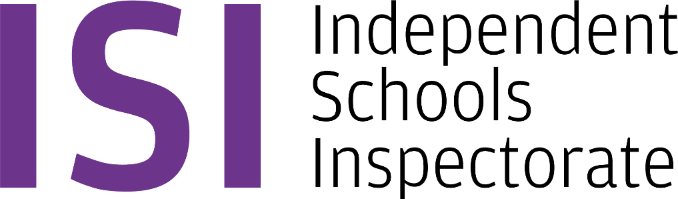 ISI
Independent
Schools
Inspectorate